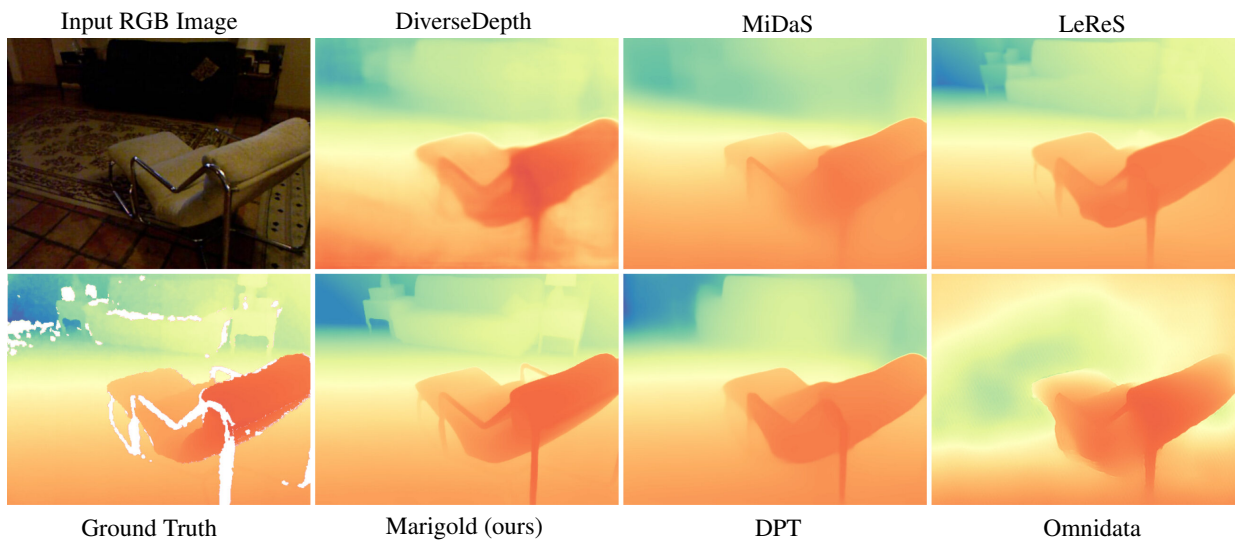 Input RGB Image
DiverseDepth
MiDaS
LeReS
Ground Truth
Marigold (ours)
DPT
Omnidata